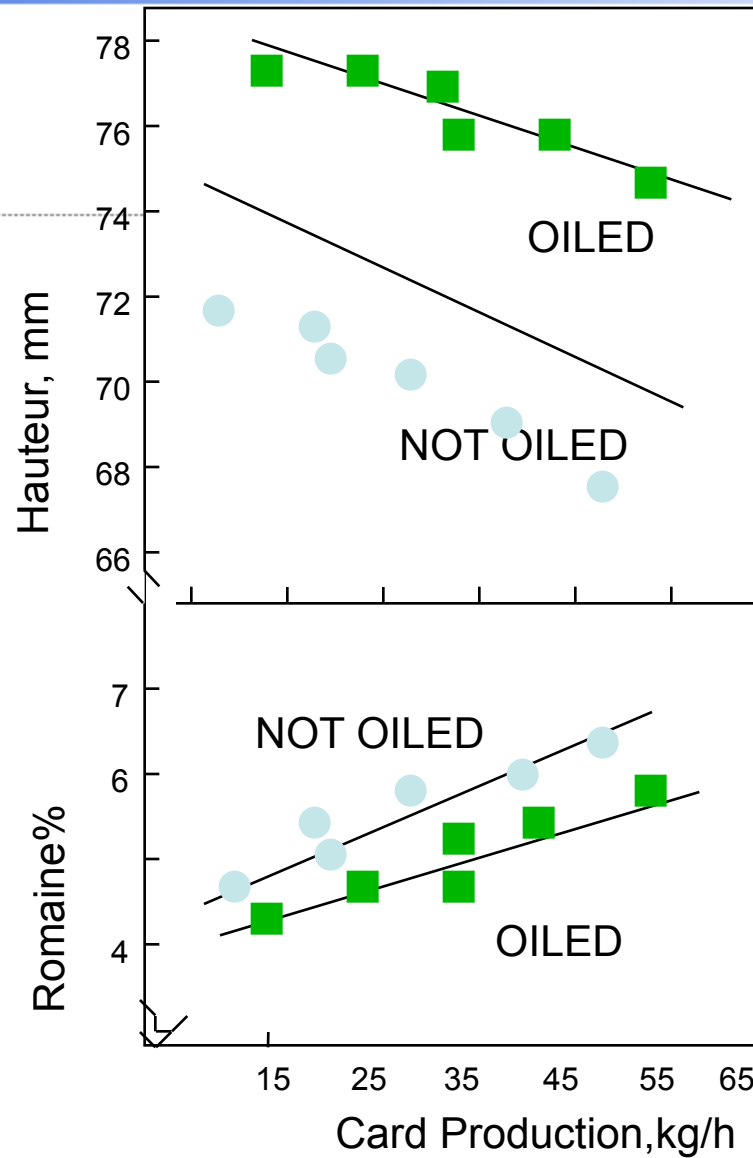 78
76
74
72
70
68
66
Hauteur, mm
OILED
NOT OILED
7
6
4
Romaine%
NOT OILED
OILED
15 25 35 45 55 65
Card Production,kg/h